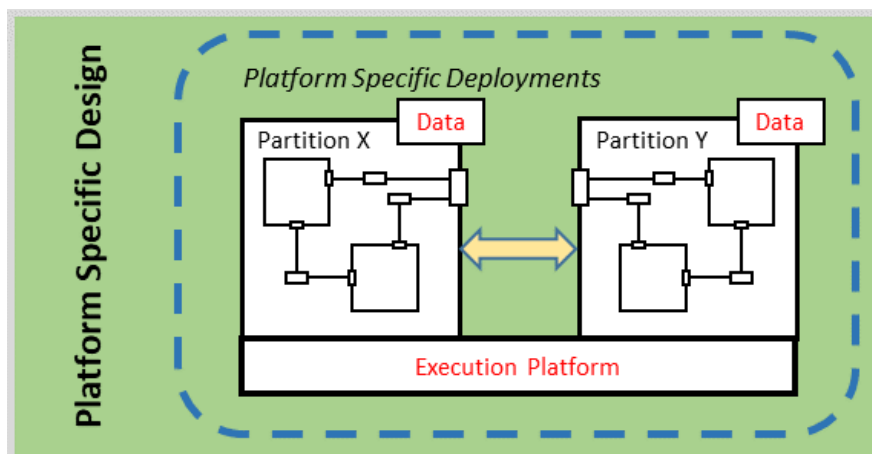 Platform Specific Design
Platform Specific Deployments
Data
Data
Partition X
Partition Y
Execution Platform